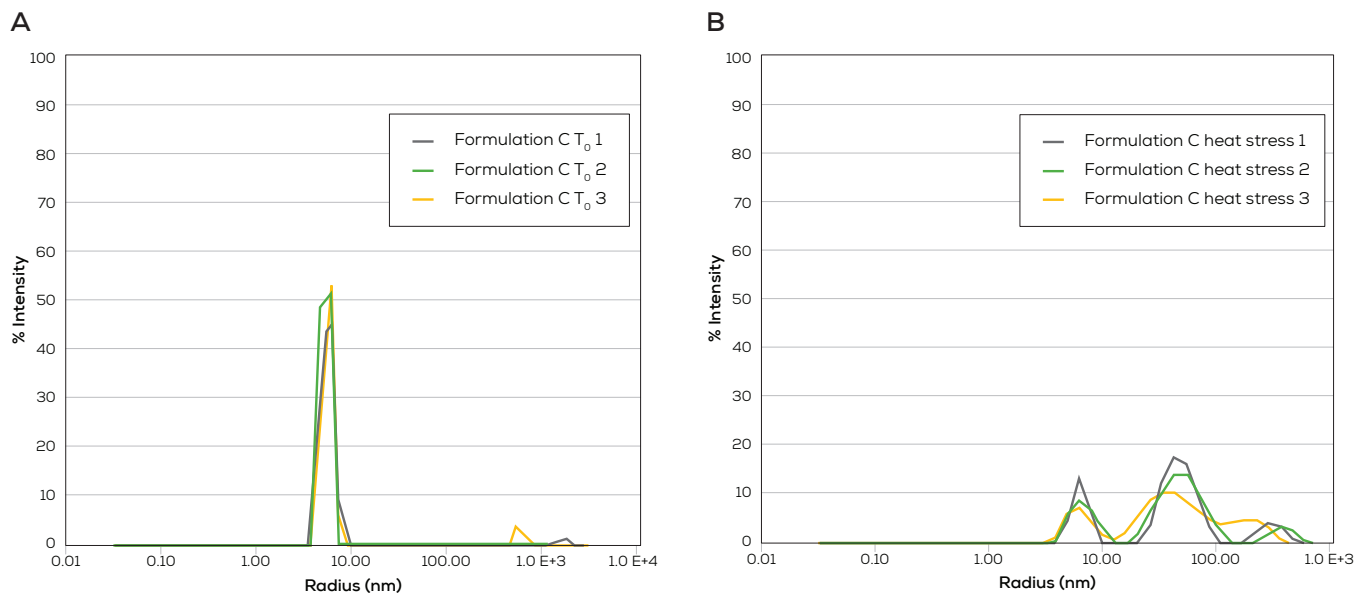 A
100
90
80
70
60
50
40
30
20
10
0
% Intensity
Formulation C T₀ 1
Formulation C T₀ 2
Formulation C T₀ 3
0.01 0.10 1.00 10.00 100.00 1.0 E+3 1.0 E+4
Radius (nm)
B
100
90
80
70
60
50
40
30
20
10
0
% Intensity
Formulation C heat stress 1
Formulation C heat stress 2
Formulation C heat stress 3
0.01 0.10 1.00 10.00 100.00 1.0 E+3
Radius (nm)